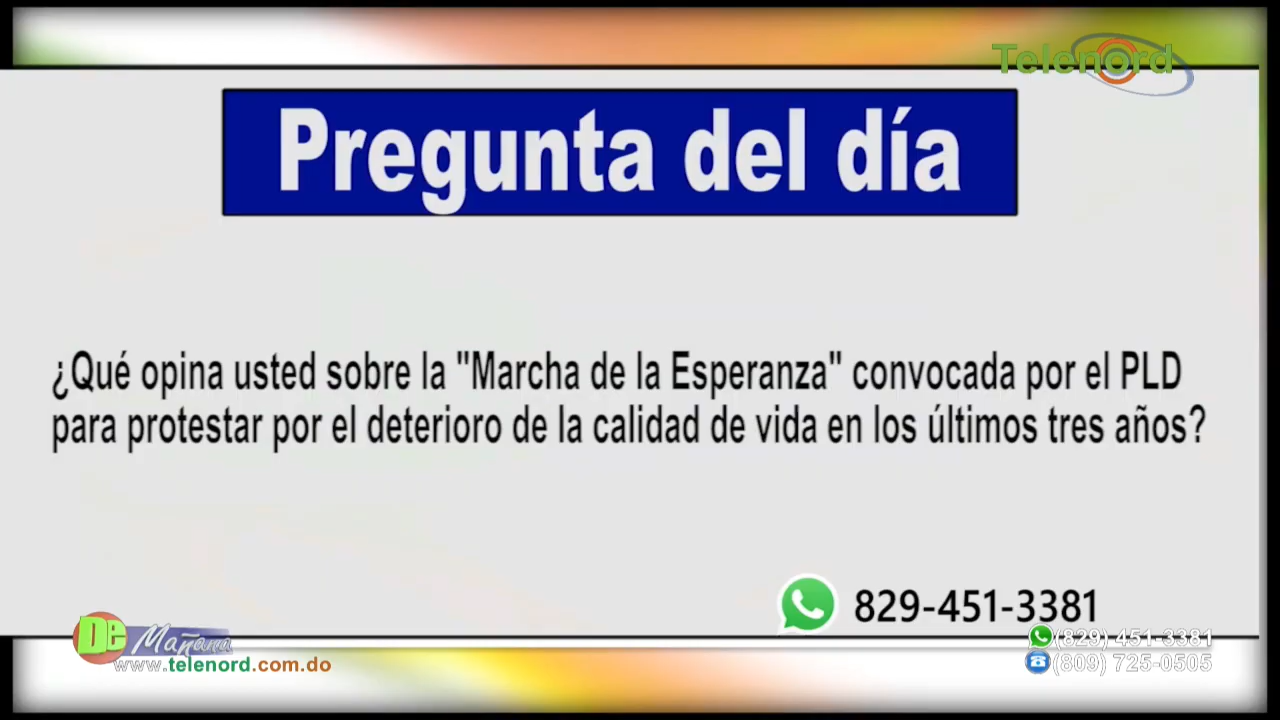 Telenord
Pregunta del día
¿Qué opina usted sobre la "Marcha de la Esperanza" convocada por el PLD
para protestar por el deterioro de la calidad de vida en los últimos tres años?
829-451-3381
De Mañana
www.telenord.com.do
(829) 451-3381
(809) 725-0505